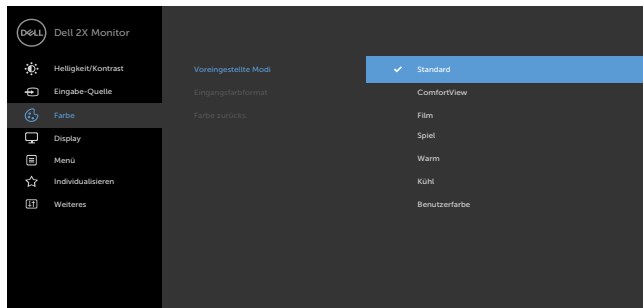 DELL Dell 2X Monitor
Helligkeit/Kontrast
Eingabe-Quelle
Farbe
Display
Menü
Individualisieren
Weiteres
Voreingestellte Modi
Eingangsfarbformat
Farbe zurücks.
Standard
ComfortView
Film
Spiel
Warm
Kühl
Benutzerfarbe